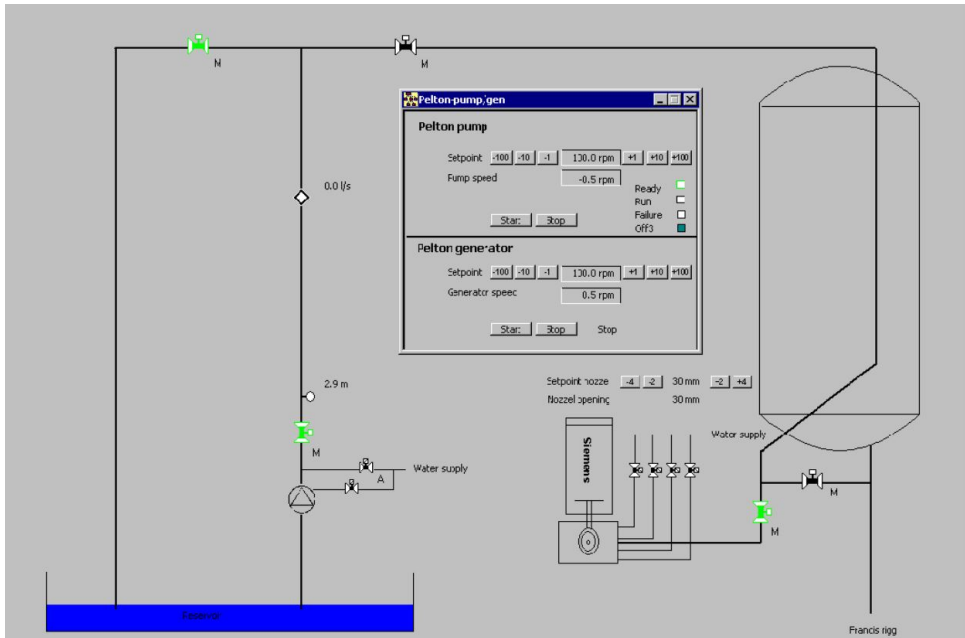 M
M
Pelton-pump/gen
Pelton pump
Setpoint -100 -10 -1 100.0 rpm +1 +10 +100
0.0 l/s
Pump speed -0.5 rpm
Ready
Run
Failure
Off3
Start Stop
Pelton generator
Setpoint -100 -10 -1 100.0 rpm +1 +10 +100
Generator speed 0.5 rpm
Start Stop Stop
2.9 m
Setpoint nozze -4 -2 30 mm -2 +4
Nozzel opening 30 mm
Siemens
Water supply
M
Water supply
A
M
M
Reservoir
Francis rigg